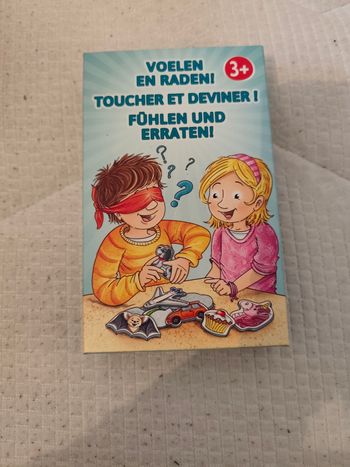 VOELEN
EN RADEN!
3+
TOUCHER ET DEVINER !
FÜHLEN UND
ERRATEN!
? ? ?